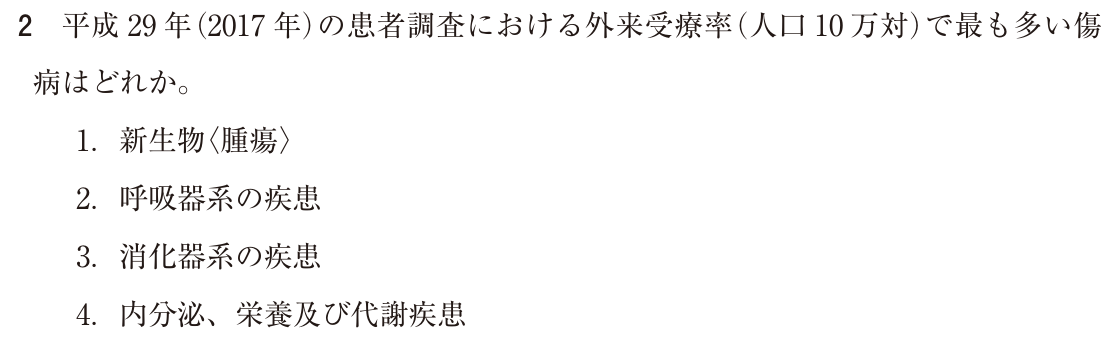 2　平成 29 年(2017 年)の患者調査における外来受療率(人口 10 万対)で最も多い傷
病はどれか。
1.　新生物〈腫瘍〉
2.　呼吸器系の疾患
3.　消化器系の疾患
4.　内分泌、栄養及び代謝疾患